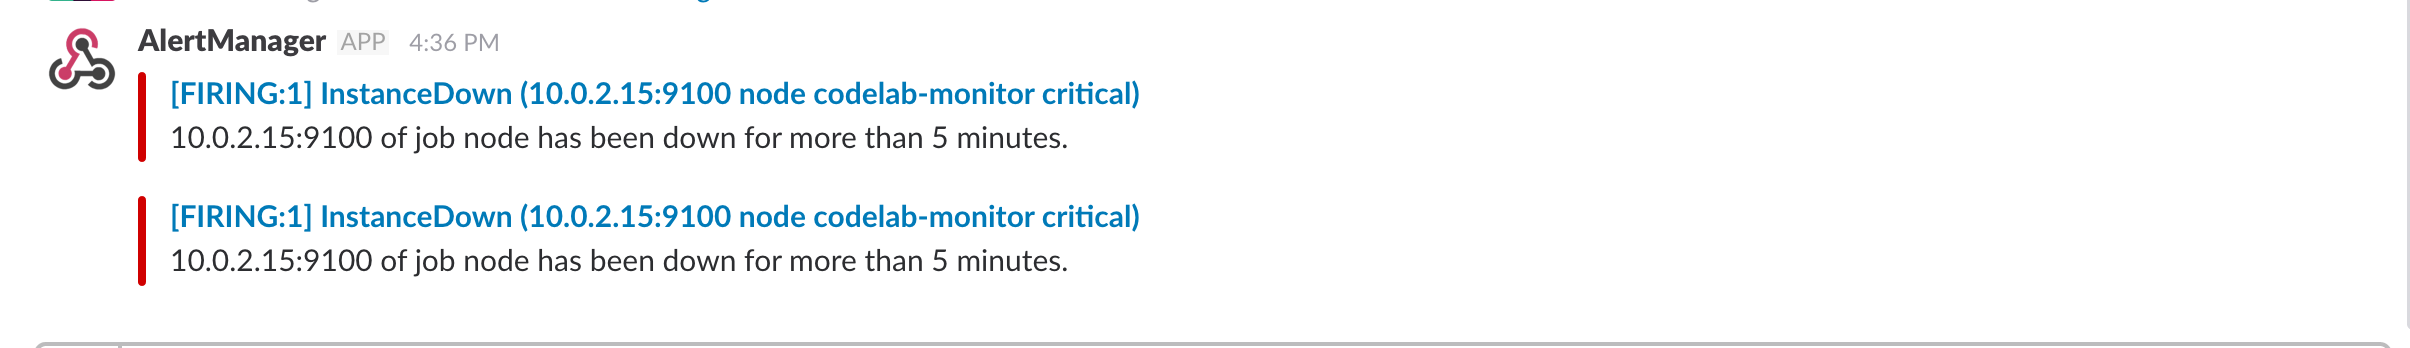 AlertManager APP 4:36 PM
[FIRING:1] InstanceDown (10.0.2.15:9100 node codelab-monitor critical)
10.0.2.15:9100 of job node has been down for more than 5 minutes.
[FIRING:1] InstanceDown (10.0.2.15:9100 node codelab-monitor critical)
10.0.2.15:9100 of job node has been down for more than 5 minutes.